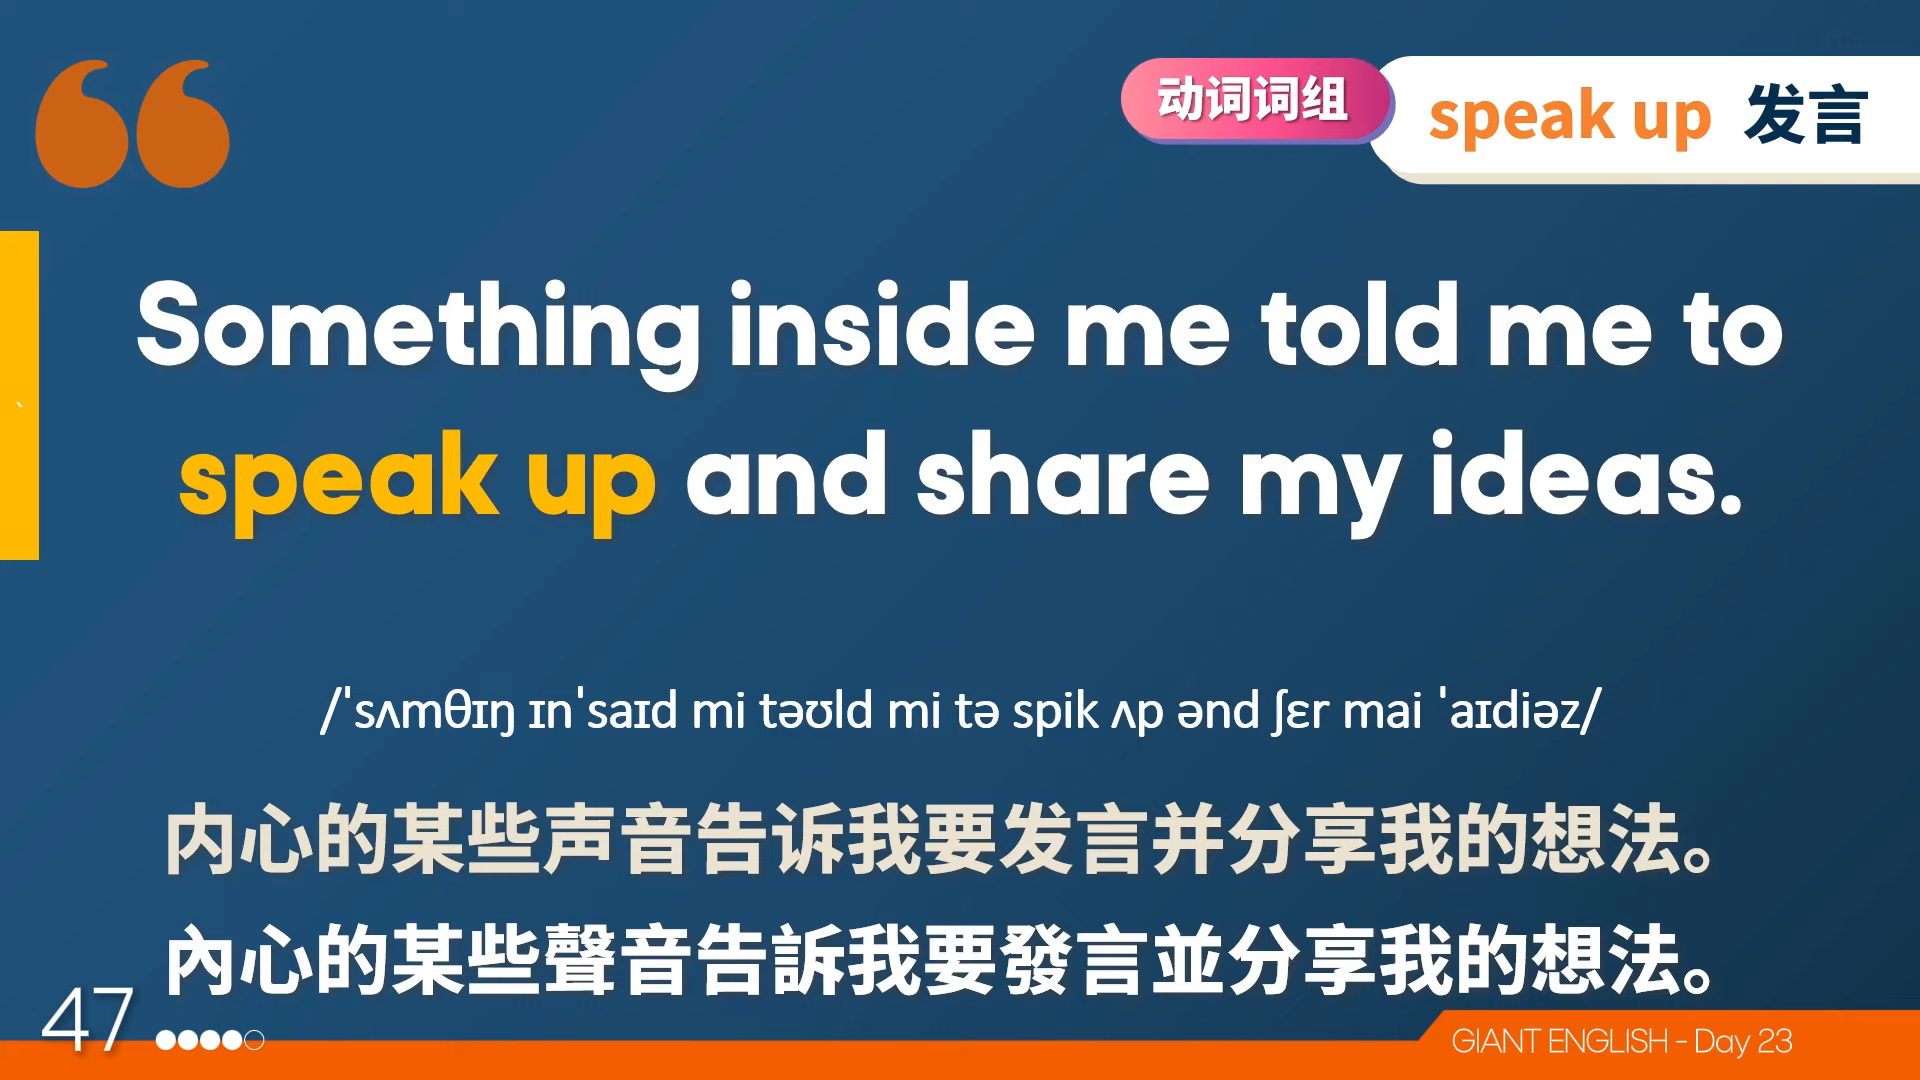 动词词组
speak up 发言
Something inside me told me to
speak up and share my ideas.
/ˈsʌmθɪŋ ɪnˈsaɪd mi təʊld mi tə spik ʌp ənd ʃɛr mai ˈaɪdiəz/
内心的某些声音告诉我要发言并分享我的想法。
內心的某些聲音告訴我要發言並分享我的想法。
47
GIANT ENGLISH - Day 23